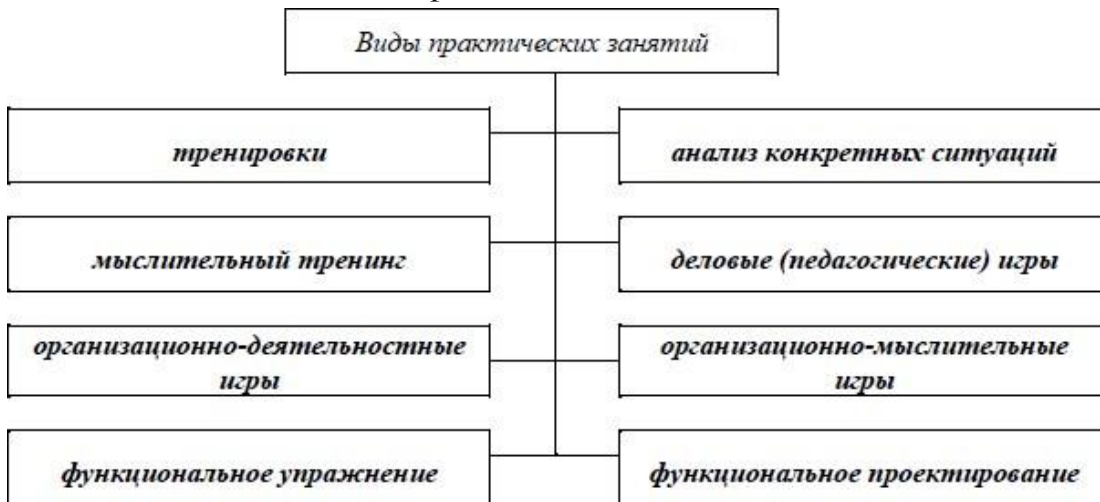 Виды практических занятий
тренировки
анализ конкретных ситуаций
мыслительный тренинг
деловые (педагогические) игры
организационно-деятельностные
игры
организационно-мыслительные
игры
функциональное упражнение
функциональное проектирование